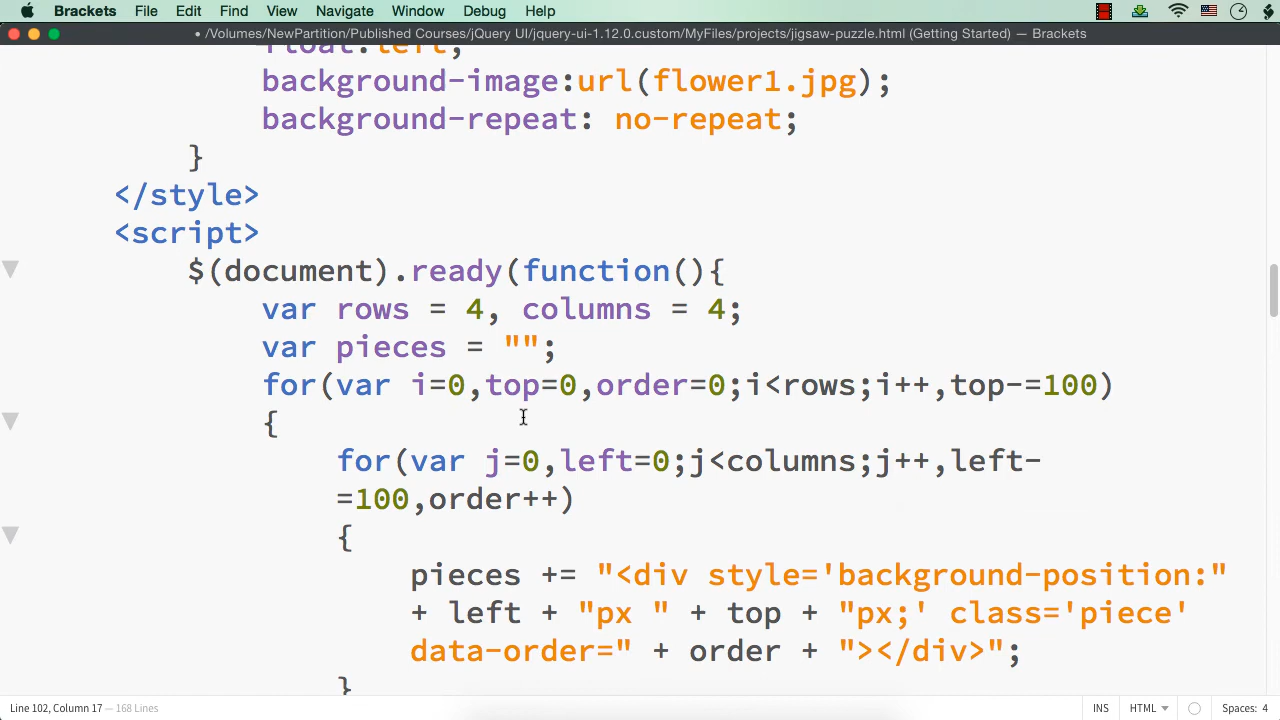 Brackets File Edit Find View Navigate Window Debug Help
• /Volumes/NewPartition/Published Courses/jQuery UI/jquery-ui-1.12.0.custom/MyFiles/projects/jigsaw-puzzle.html (Getting Started) — Brackets
float:left;
background-image:url(flower1.jpg);
background-repeat: no-repeat;
}
</style>
<script>
$(document).ready(function(){
var rows = 4, columns = 4;
var pieces = "";
for(var i=0,top=0,order=0;i<rows;i++,top-=100)
{
for(var j=0,left=0;j<columns;j++,left-
=100,order++)
{
pieces += "<div style='background-position:"
+ left + "px " + top + "px;' class='piece'
data-order=" + order + "></div>";
}
Line 102, Column 17 — 168 Lines
INS HTML Spaces: 4